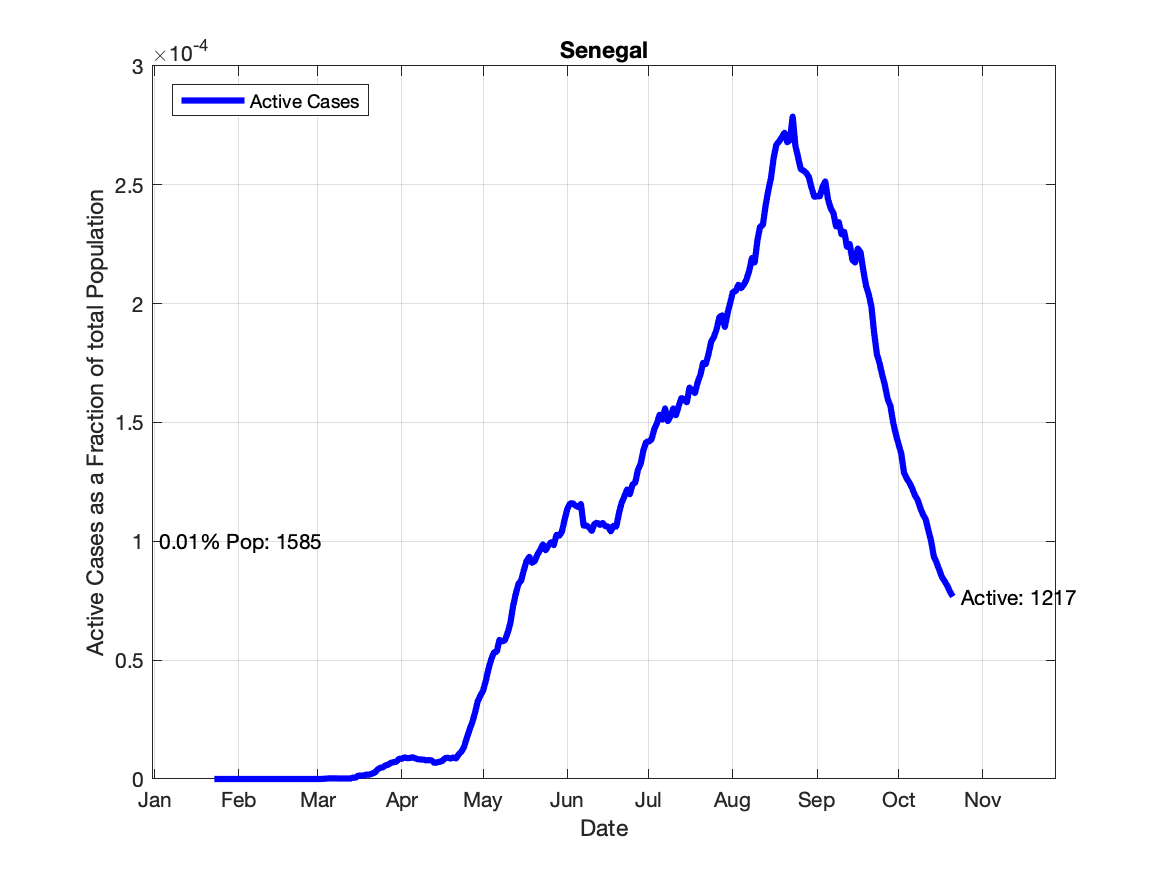 Senegal
×10⁻⁴
Active Cases
3
2.5
2
1.5
1
0.5
0
Active Cases as a Fraction of total Population
0.01% Pop: 1585
Active: 1217
Jan Feb Mar Apr May Jun Jul Aug Sep Oct Nov
Date